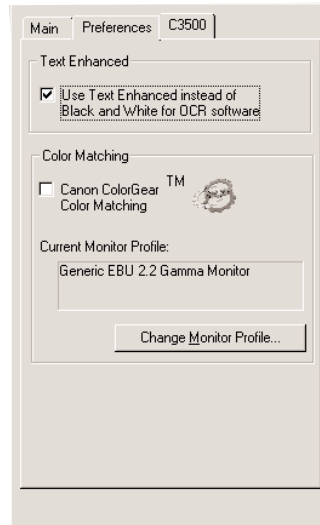 Main Preferences C3500
Text Enhanced
Use Text Enhanced instead of
Black and White for OCR software
Color Matching
Canon ColorGear TM
Color Matching
Current Monitor Profile:
Generic EBU 2.2 Gamma Monitor
Change Monitor Profile...